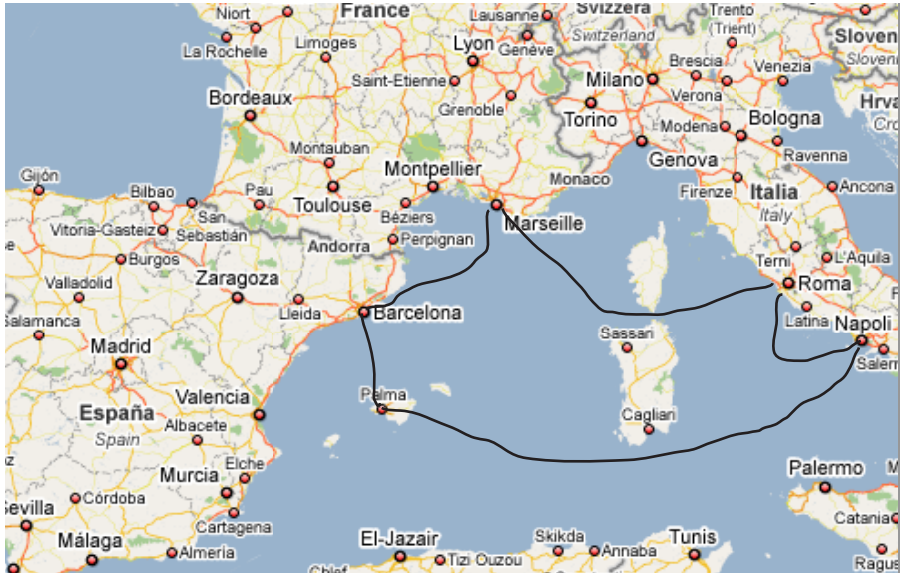 Niort
France
Lausanne
Svizzera
Switzerland
Trento
(Trient)
Sloven
Sloveni
La Rochelle
Limoges
Lyon
Genève
Saint-Etienne
Grenoble
Milano
Brescia
Venezia
Verona
Torino
Hrva
Cro
Bordeaux
Modena
Bologna
Montauban
Genova
Ravenna
Gijón
Bilbao
Pau
Toulouse
Montpellier
Monaco
Firenze
Italia
Italy
Ancona
San
Sebastián
Vitoria-Gasteiz
Béziers
Marseille
Andorra
Perpignan
Burgos
Terni
L'Aquila
Valladolid
Zaragoza
Roma
Lleida
Barcelona
Latina
Napoli
Salamanca
Sassari
Salern
Madrid
España
Spain
Valencia
Palma
Albacete
Cagliari
Elche
Murcia
Palermo
Córdoba
Sevilla
Cartagena
Catania
Málaga
Almería
El-Jazair
Tizi Ouzou
Skikda
Annaba
Tunis
Chlef
Ragus